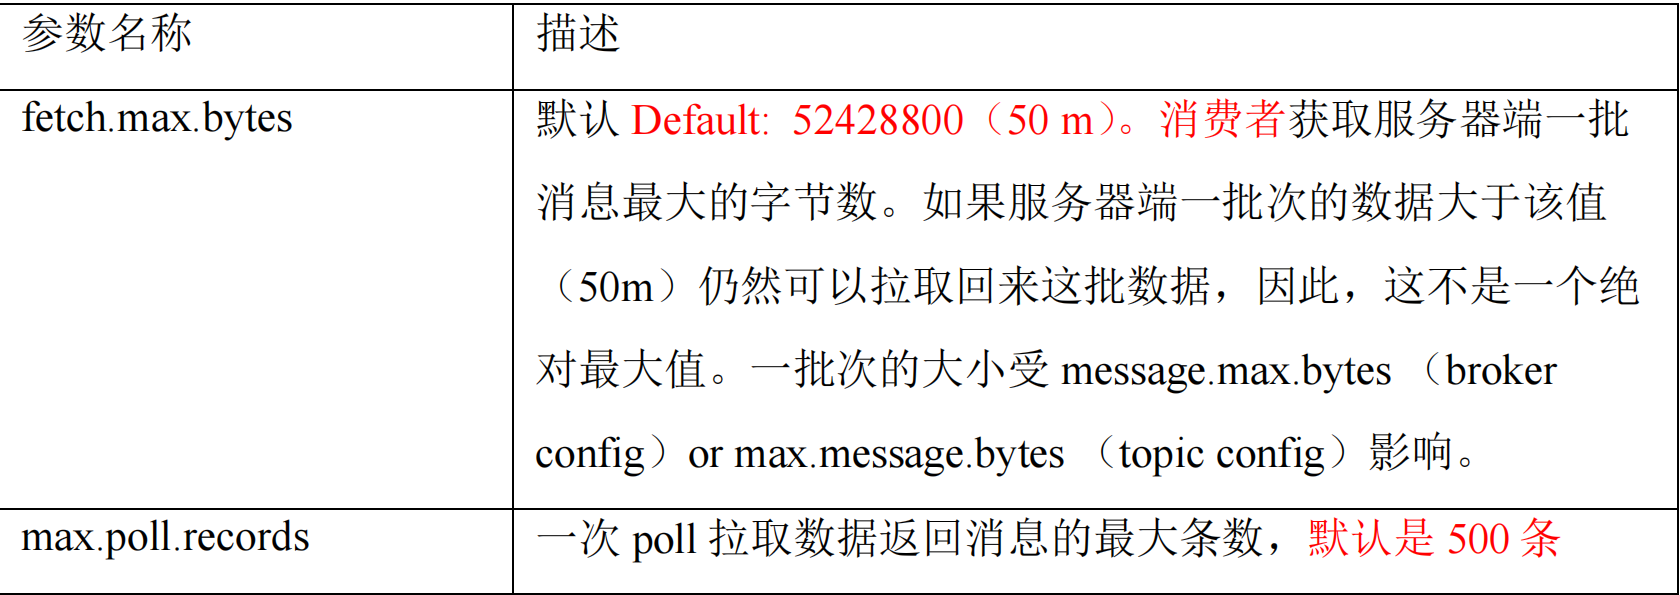 参数名称
描述
fetch.max.bytes
默认 Default: 52428800（50 m）。消费者获取服务器端一批
消息最大的字节数。如果服务器端一批次的数据大于该值
（50m）仍然可以拉取回来这批数据，因此，这不是一个绝
对最大值。一批次的大小受 message.max.bytes （broker
config）or max.message.bytes （topic config）影响。
max.poll.records
一次 poll 拉取数据返回消息的最大条数，默认是 500 条